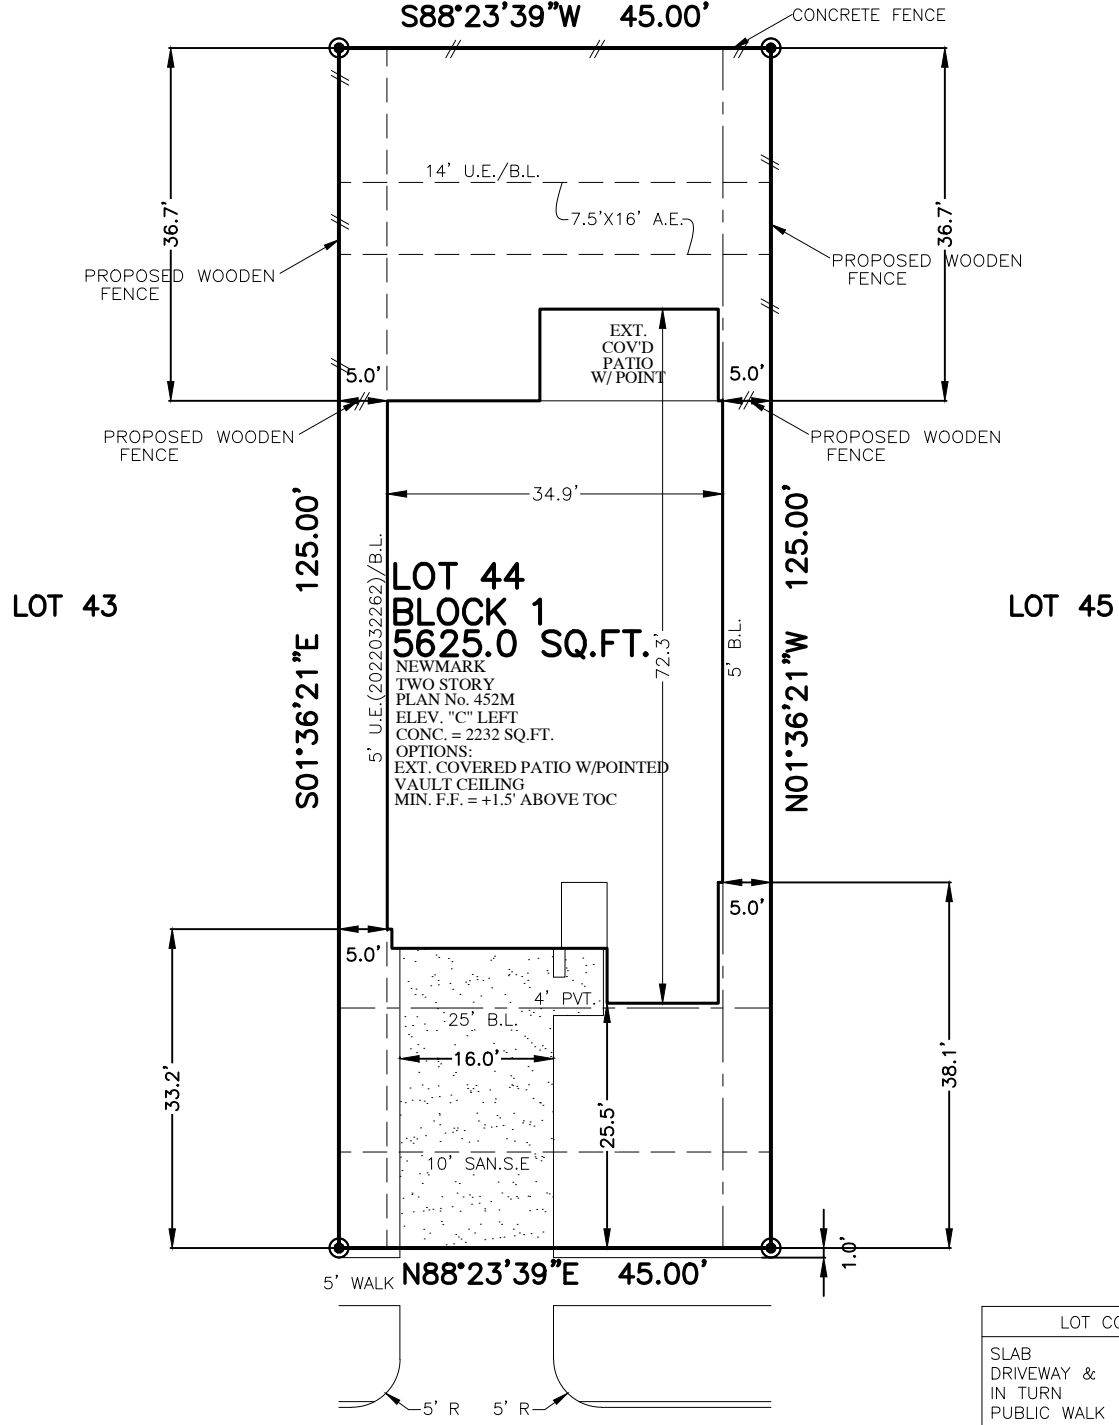 S88°23'39"W 45.00'
CONCRETE FENCE
14' U.E./B.L.
7.5'X16' A.E.
36.7'
36.7'
PROPOSED WOODEN
FENCE
PROPOSED WOODEN
FENCE
EXT.
COV'D
PATIO
W/ POINT
5.0'
5.0'
PROPOSED WOODEN
FENCE
PROPOSED WOODEN
FENCE
34.9'
S01°36'21"E 125.00'
N01°36'21"W 125.00'
5' U.E.(2022032262)/B.L.
LOT 43
LOT 44
BLOCK 1
5625.0 SQ.FT.
LOT 45
72.3'
5' B.L.
NEWMARK
TWO STORY
PLAN No. 452M
ELEV. "C" LEFT
CONC. = 2232 SQ.FT.
OPTIONS:
EXT. COVERED PATIO W/POINTED
VAULT CEILING
MIN. F.F. = +1.5' ABOVE TOC
5.0'
5.0'
4' PVT.
25' B.L.
16.0'
33.2'
38.1'
25.5'
10' SAN.S.E
1.0'
5' WALK
N88°23'39"E 45.00'
5' R
5' R
LOT CO
SLAB
DRIVEWAY &
IN TURN
PUBLIC WALK